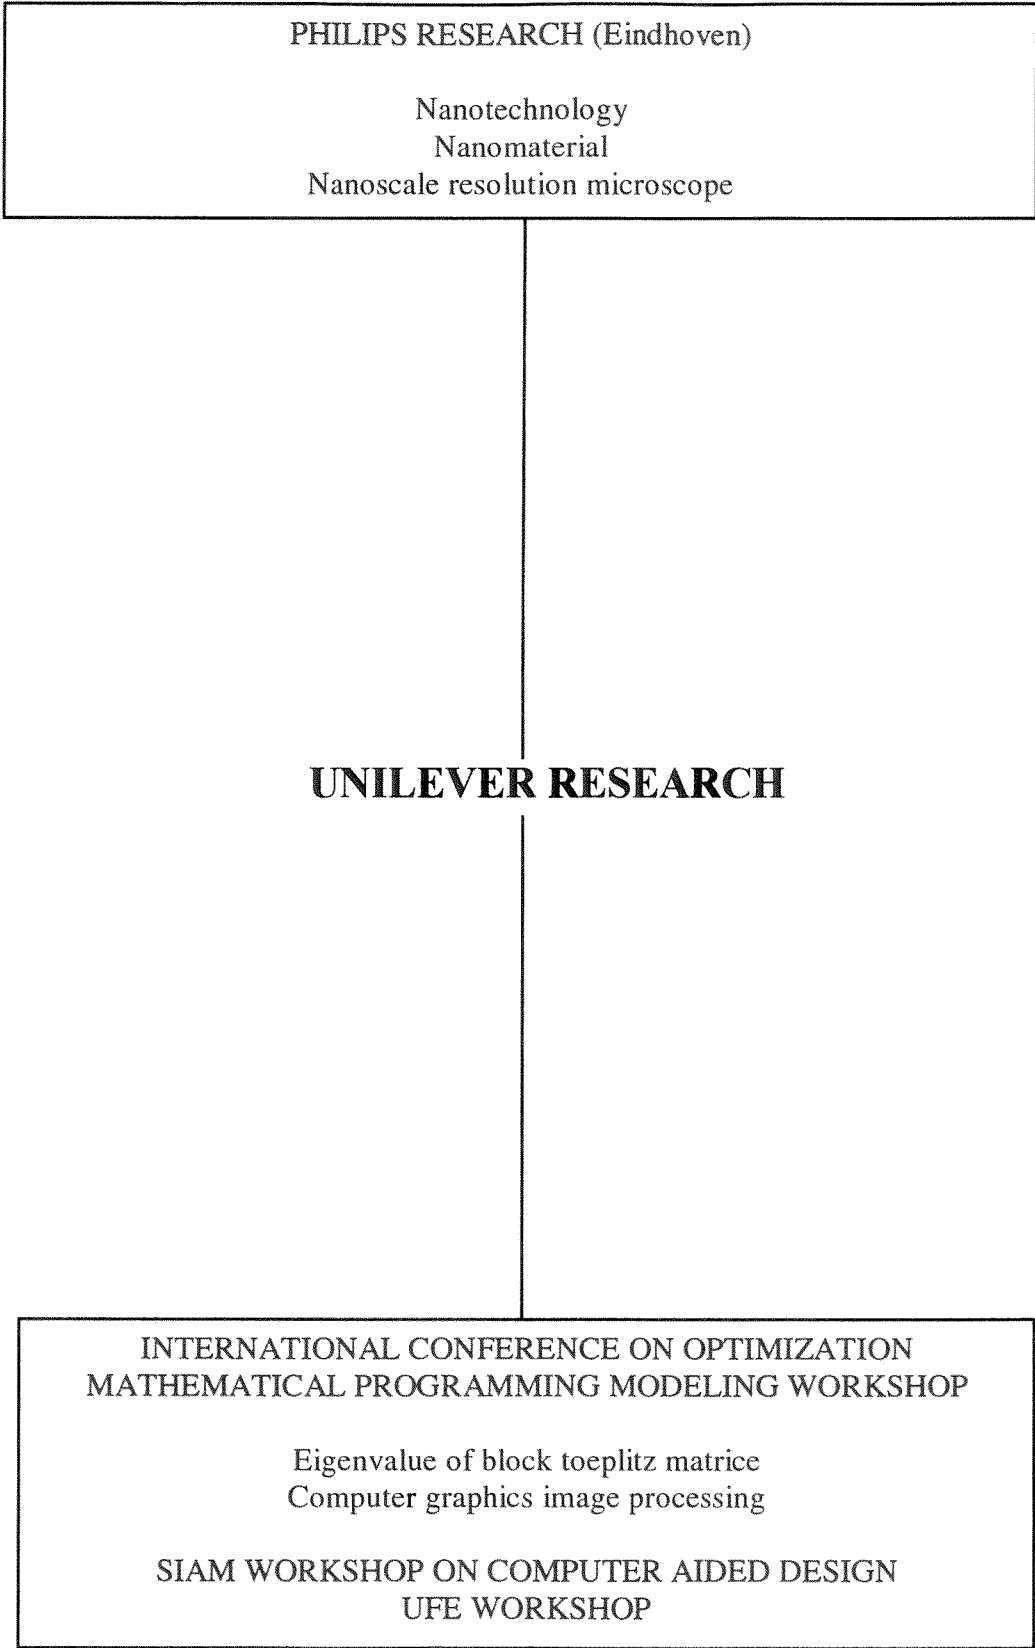 PHILIPS RESEARCH (Eindhoven)
Nanotechnology
Nanomaterial
Nanoscale resolution microscope
UNILEVER RESEARCH
INTERNATIONAL CONFERENCE ON OPTIMIZATION
MATHEMATICAL PROGRAMMING MODELING WORKSHOP
Eigenvalue of block toeplitz matrice
Computer graphics image processing
SIAM WORKSHOP ON COMPUTER AIDED DESIGN
UFE WORKSHOP